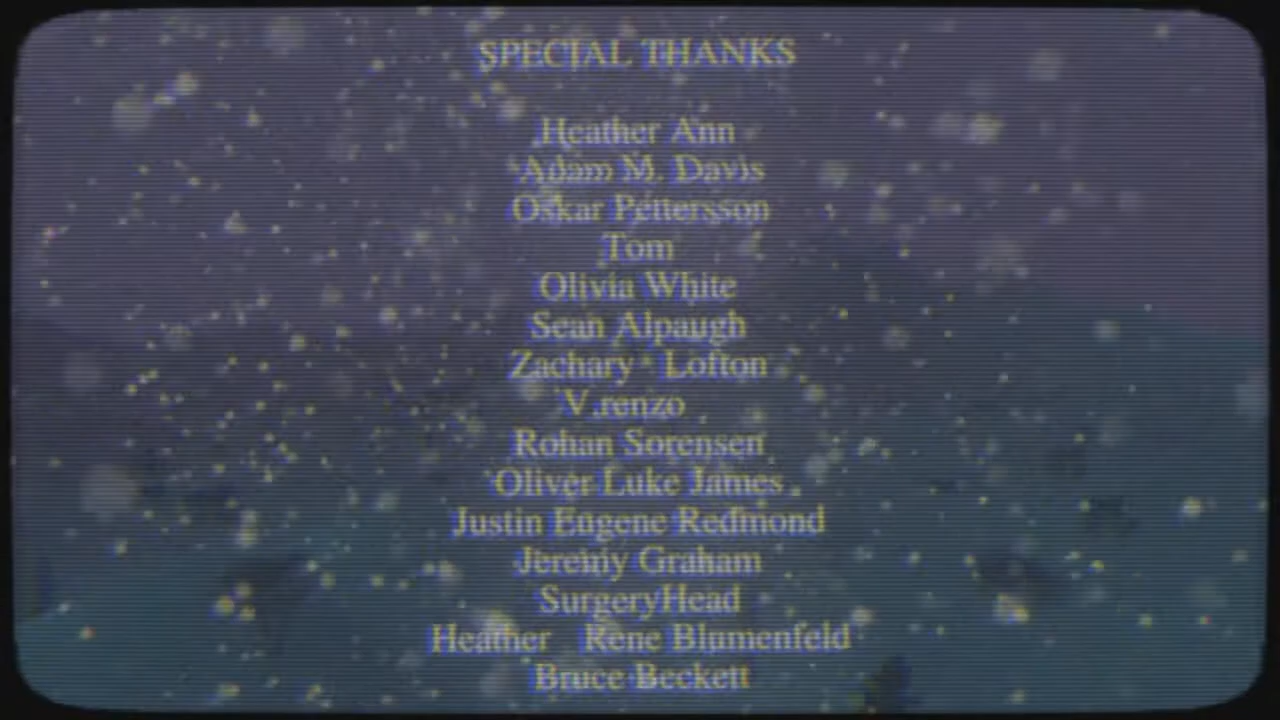 SPECIAL THANKS
Heather Ann
Adam M. Davis
Oskar Pettersson
Tom
Olivia White
Sean Alpaugh
Zachary Lofton
V.renzo
Rohan Sorensen
Oliver Luke James
Justin Eugene Redmond
Jeremy Graham
SurgeryHead
Heather Rene Blumenfeld
Bruce Beckett